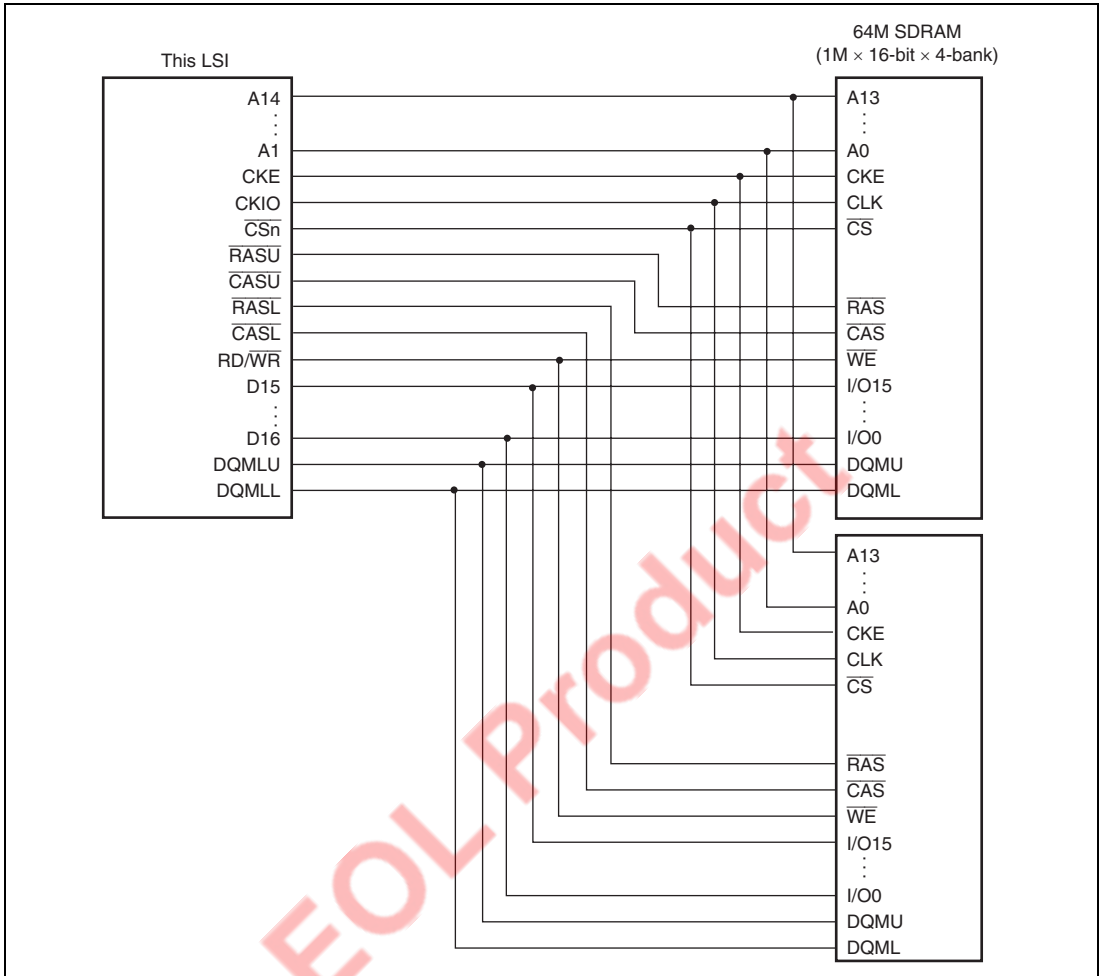 64M SDRAM
(1M × 16-bit × 4-bank)
This LSI
A14
A1
CKE
CKIO
CSn
RASU
CASU
RASL
CASL
RD/WR
D15
D16
DQMLU
DQMLL
A13
A0
CKE
CLK
CS
RAS
CAS
WE
I/O15
I/O0
DQMU
DQML
A13
A0
CKE
CLK
CS
RAS
CAS
WE
I/O15
I/O0
DQMU
DQML
EOL Product